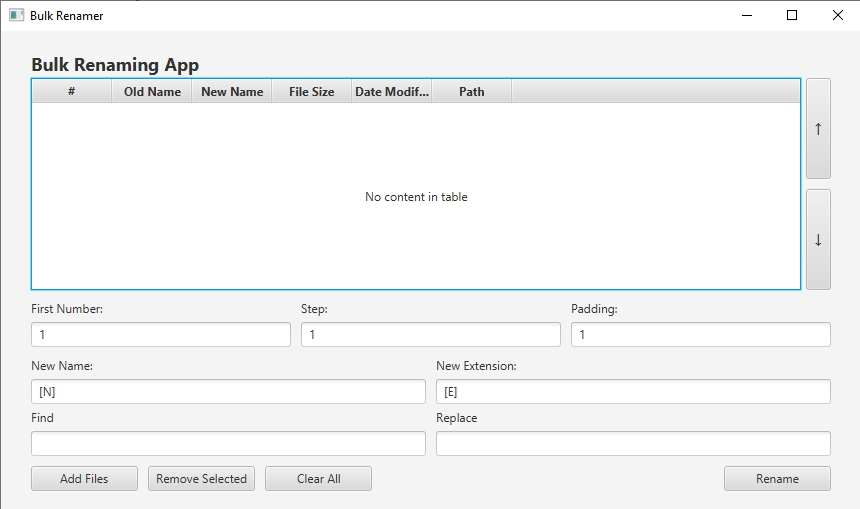 Bulk Renamer
Bulk Renaming App
# Old Name New Name File Size Date Modif... Path
↑
No content in table
↓
First Number: Step: Padding:
1 1 1
New Name: New Extension:
[N] [E]
Find Replace
Add Files Remove Selected Clear All Rename